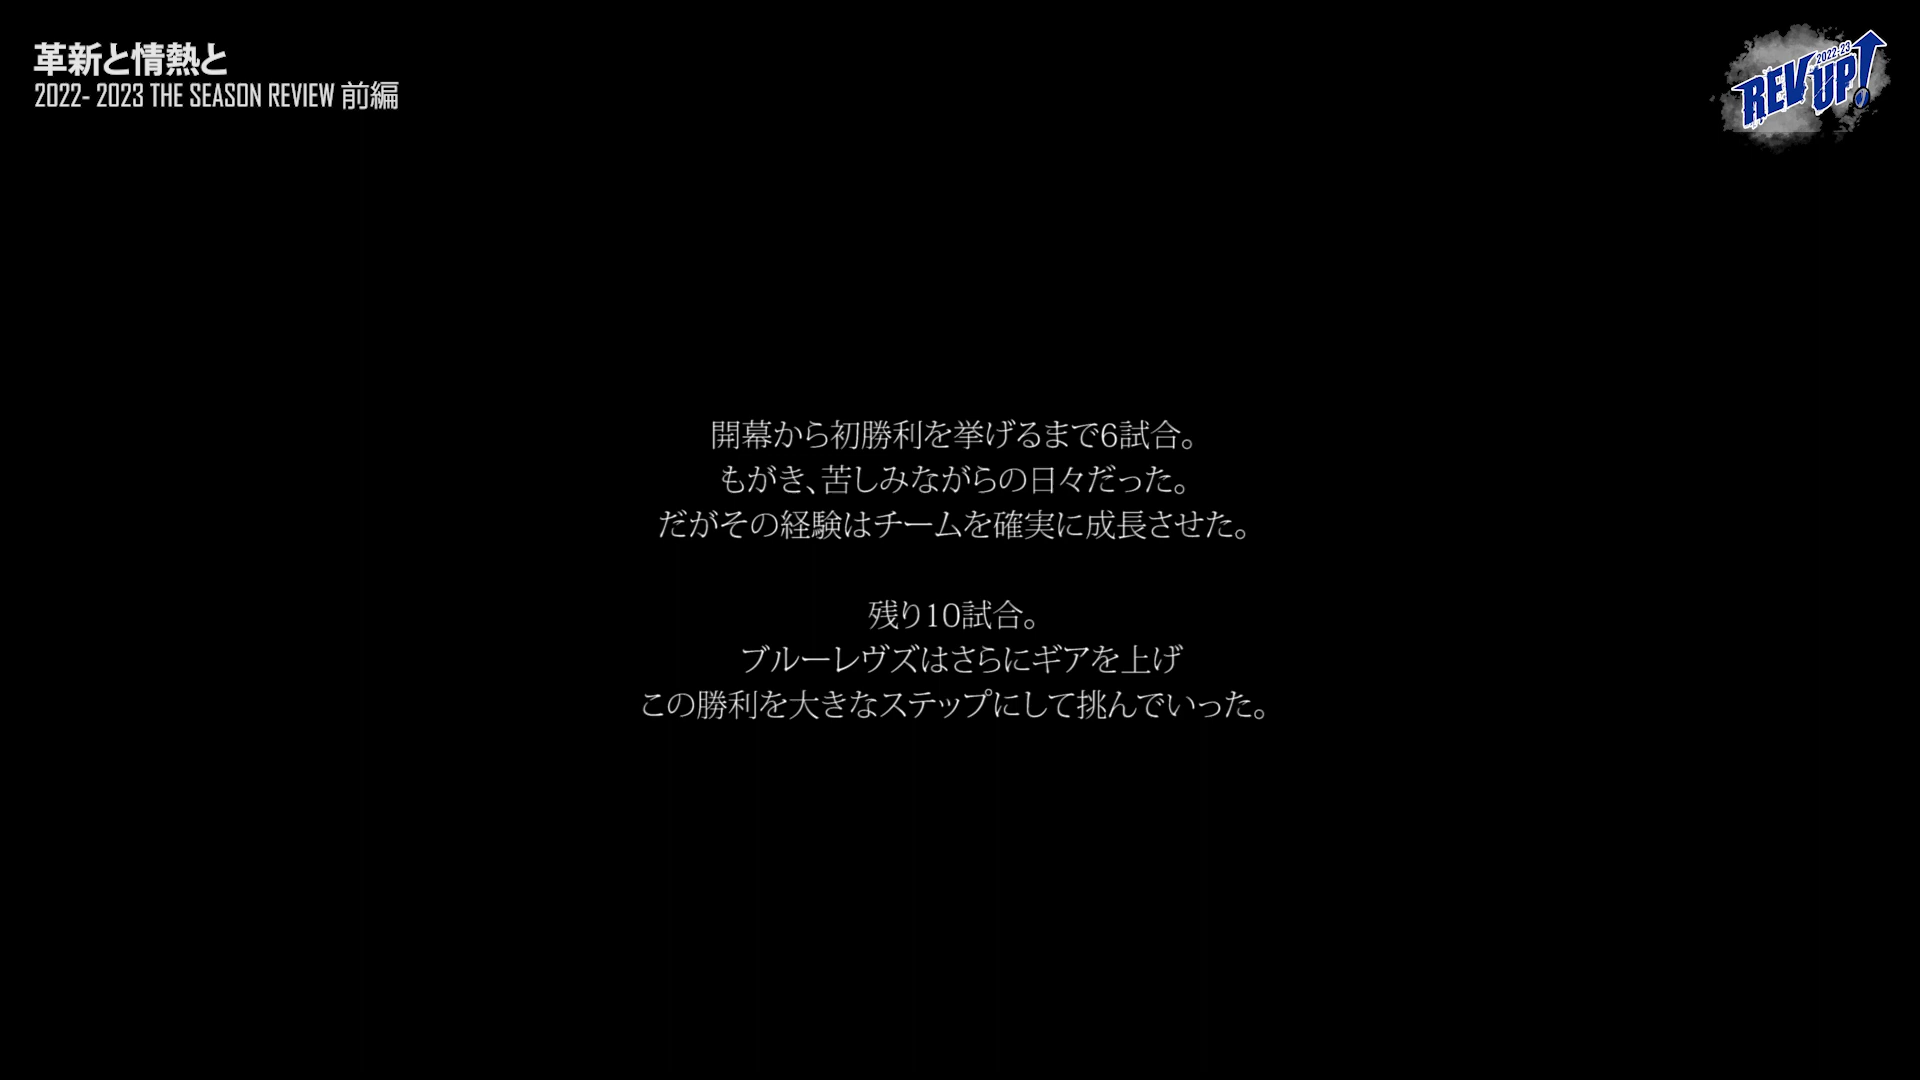 革新と情熱と
2022- 2023 THE SEASON REVIEW 前編
2022-23
REV UP!
開幕から初勝利を挙げるまで6試合。
もがき、苦しみながらの日々だった。
だがその経験はチームを確実に成長させた。
残り10試合。
ブルーレヴズはさらにギアを上げ
この勝利を大きなステップにして挑んでいった。